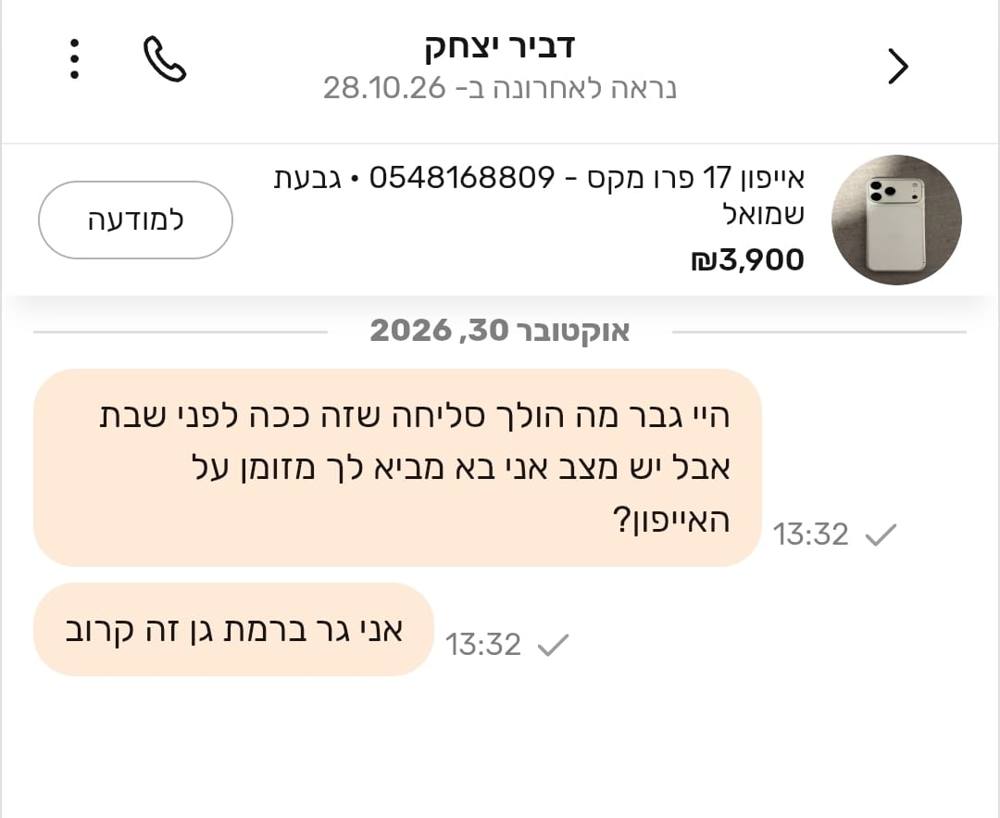 דביר יצחק
נראה לאחרונה ב- 28.10.26
אייפון 17 פרו מקס - 0548168809 • גבעת
שמואל
₪3,900
למודעה
אוקטובר 30, 2026
היי גבר מה הולך סליחה שזה ככה לפני שבת
אבל יש מצב אני בא מביא לך מזומן על
האייפון?
13:32
אני גר ברמת גן זה קרוב
13:32